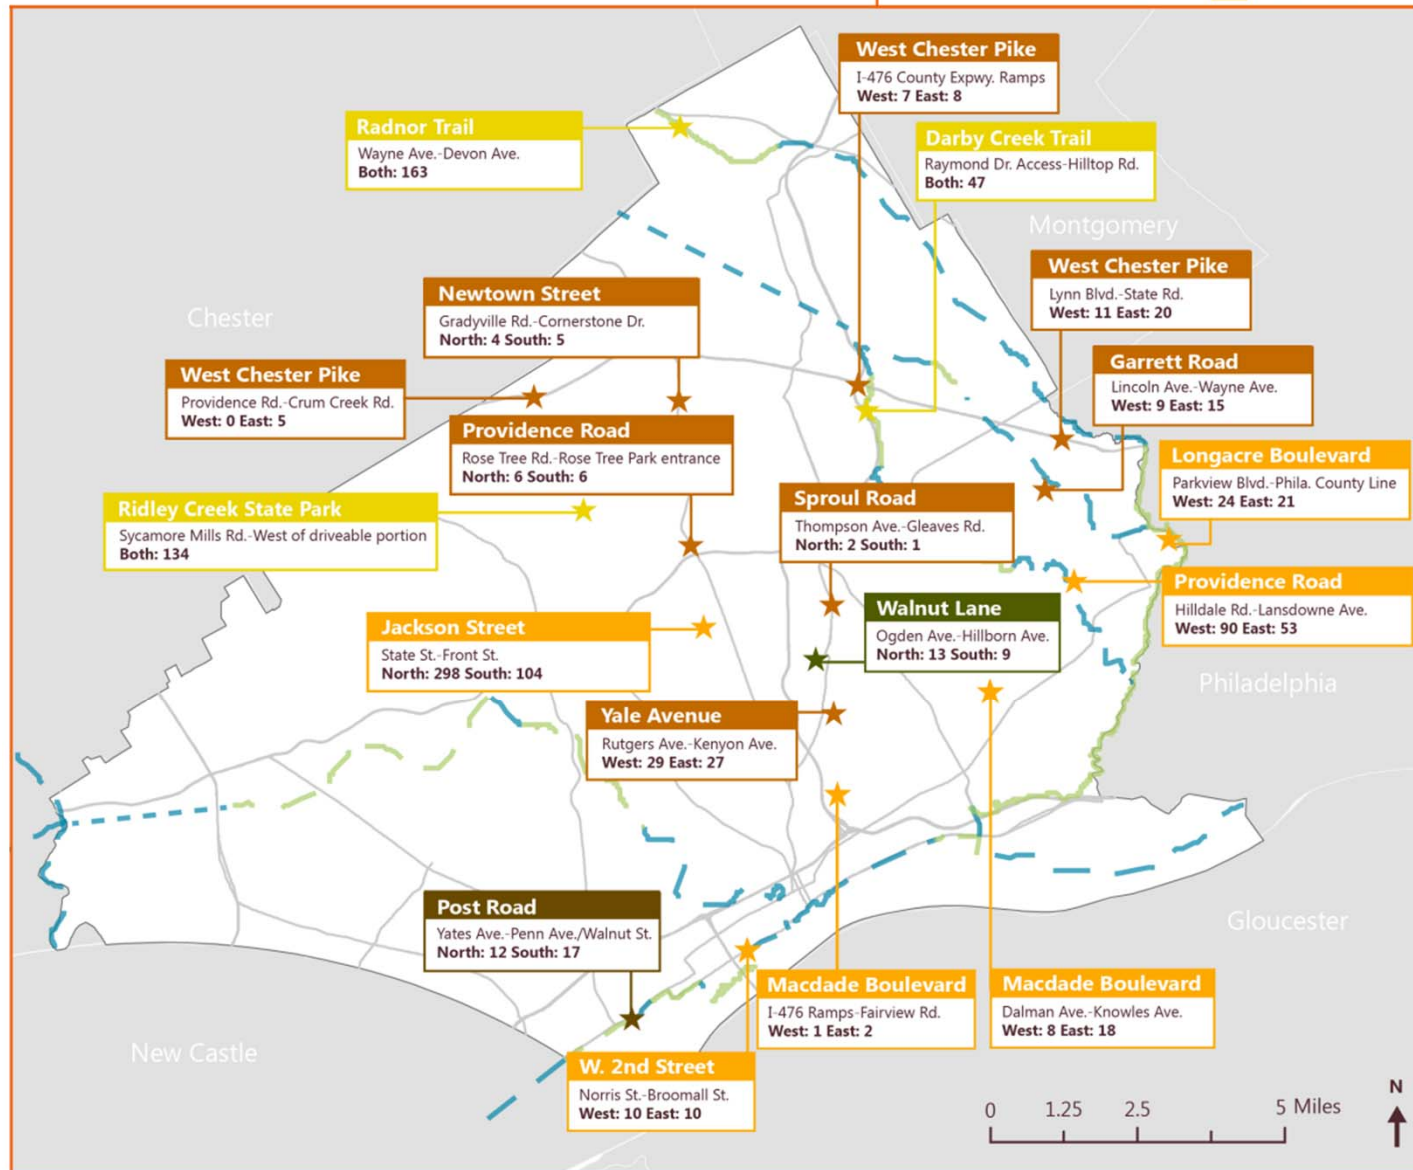 West Chester Pike
I-476 County Expwy. Ramps
West: 7 East: 8
Radnor Trail
Wayne Ave.-Devon Ave.
Both: 163
Darby Creek Trail
Raymond Dr. Access-Hilltop Rd.
Both: 47
Montgomery
West Chester Pike
Lynn Blvd.-State Rd.
West: 11 East: 20
Newtown Street
Gradyville Rd.-Cornerstone Dr.
North: 4 South: 5
Chester
West Chester Pike
Providence Rd.-Crum Creek Rd.
West: 0 East: 5
Garrett Road
Lincoln Ave.-Wayne Ave.
West: 9 East: 15
Providence Road
Rose Tree Rd.-Rose Tree Park entrance
North: 6 South: 6
Longacre Boulevard
Parkview Blvd.-Phila. County Line
West: 24 East: 21
Ridley Creek State Park
Sycamore Mills Rd.-West of driveable portion
Both: 134
Sproul Road
Thompson Ave.-Gleaves Rd.
North: 2 South: 1
Providence Road
Hilldale Rd.-Lansdowne Ave.
West: 90 East: 53
Walnut Lane
Ogden Ave.-Hillborn Ave.
North: 13 South: 9
Jackson Street
State St.-Front St.
North: 298 South: 104
Philadelphia
Yale Avenue
Rutgers Ave.-Kenyon Ave.
West: 29 East: 27
Post Road
Yates Ave.-Penn Ave./Walnut St.
North: 12 South: 17
Gloucester
Macdade Boulevard
I-476 Ramps-Fairview Rd.
West: 1 East: 2
Macdade Boulevard
Dalman Ave.-Knowles Ave.
West: 8 East: 18
New Castle
W. 2nd Street
Norris St.-Broomall St.
West: 10 East: 10
N
0 1.25 2.5 5 Miles